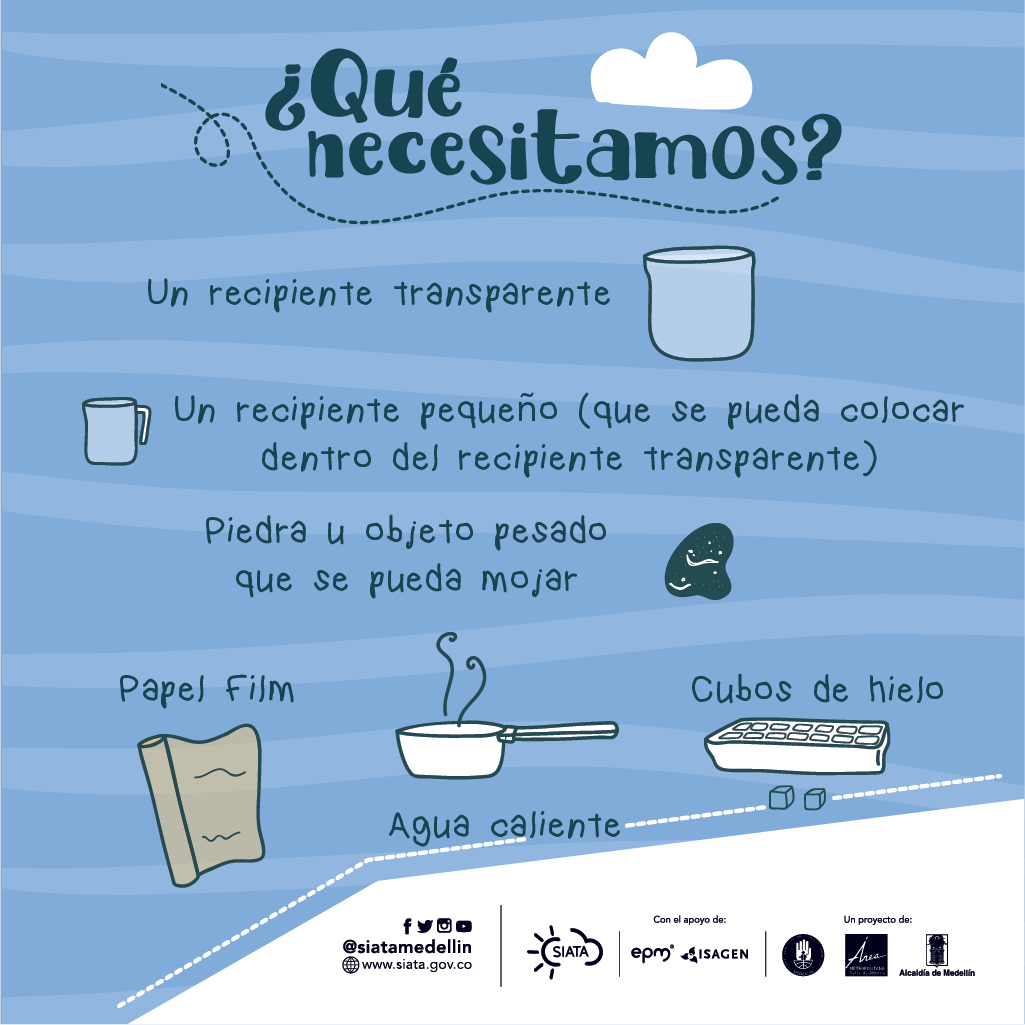 ¿Qué
necesitamos?
Un recipiente transparente
Un recipiente pequeño (que se pueda colocar
dentro del recipiente transparente)
Piedra u objeto pesado
que se pueda mojar
Papel Film
Cubos de hielo
Agua caliente
@siatamedellin
www.siata.gov.co
SIATA
Con el apoyo de:
epm
ISAGEN
Un proyecto de:
Área
METROPOLITANA
Alcaldía de Medellín